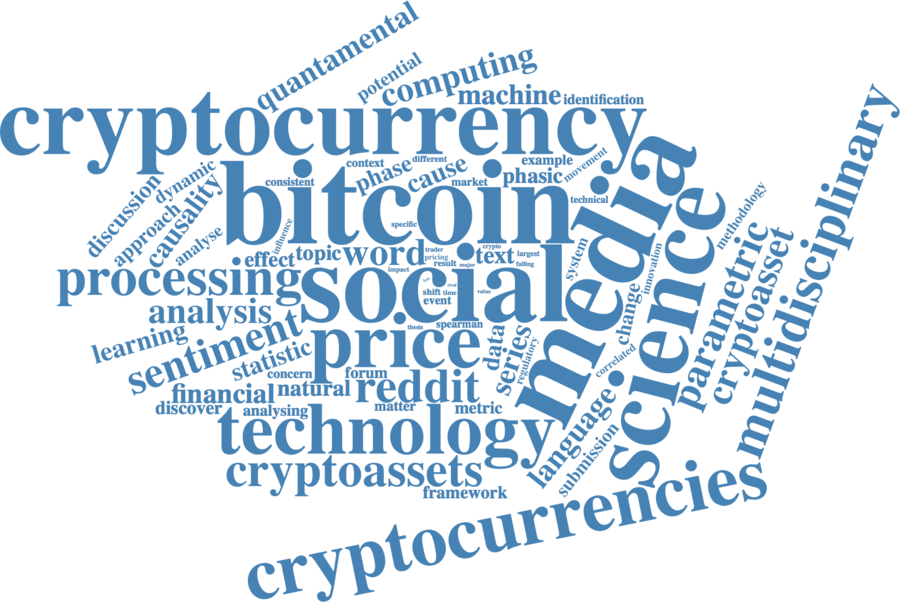 quantamental
potential
computing
machine
identification
cryptocurrency
discussion
dynamic
approach
causality
analyse
influence
context
different
phase
cause
example
movement
phasic
market
consistent
bitcoin
technical
specific
effect
topic
word
trader
pricing
crypto
text
largest
result
major
falling
impact
processing
social
shift
time
value
event
analysis
thesis
spearman
learning
sentiment
price
statistic
data
series
regulatory
concern
forum
financial
natural
reddit
discover
analysing
matter
metric
technology
cryptoassets
framework
media
science
system
change
innovation
correlated
language
submission
methodology
parametric
cryptoasset
multidisciplinary
cryptocurrencies